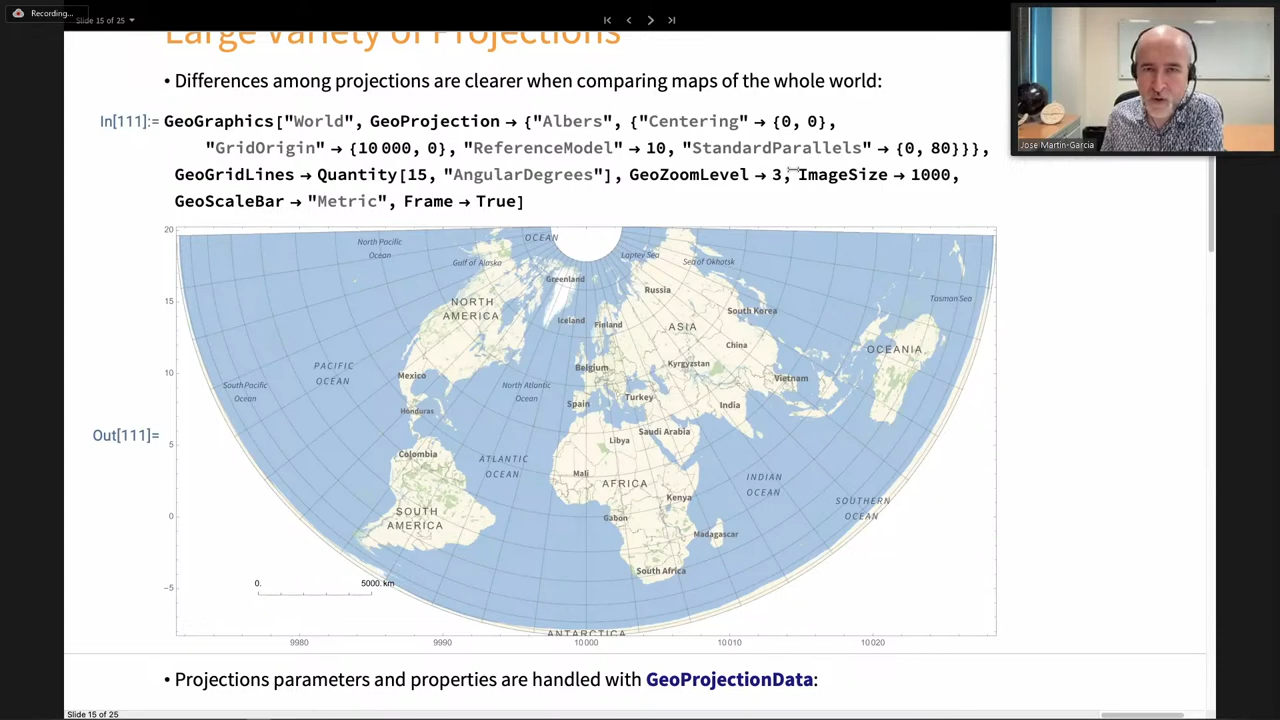 Recording...
Slide 15 of 25
Large Variety of Projections
• Differences among projections are clearer when comparing maps of the whole world:
In[111]:= GeoGraphics["World", GeoProjection → {"Albers", {"Centering" → {0, 0},
"GridOrigin" → {10 000, 0}, "ReferenceModel" → 10, "StandardParallels" → {0, 80}}},
GeoGridLines → Quantity[15, "AngularDegrees"], GeoZoomLevel → 3, ImageSize → 1000,
GeoScaleBar → "Metric", Frame → True]
Jose Martin-Garcia
20
15
10
5
0
-5
OCEAN
North Pacific
Ocean
Gulf of Alaska
Laptev Sea
Sea of Okhotsk
Greenland
Russia
Tasman Sea
NORTH
AMERICA
Iceland
Finland
South Korea
ASIA
China
OCEANIA
PACIFIC
OCEAN
Mexico
Belgium
Kyrgyzstan
Vietnam
South Pacific
Ocean
North Atlantic
Ocean
Spain
Turkey
India
Honduras
Saudi Arabia
Libya
Out[111]=
Colombia
ATLANTIC
OCEAN
Mali
AFRICA
INDIAN
OCEAN
Kenya
SOUTHERN
OCEAN
SOUTH
AMERICA
Gabon
Madagascar
South Africa
0.
5000. km
ANTARCTICA
9980
9990
10 000
10 010
10 020
• Projections parameters and properties are handled with GeoProjectionData:
Slide 15 of 25